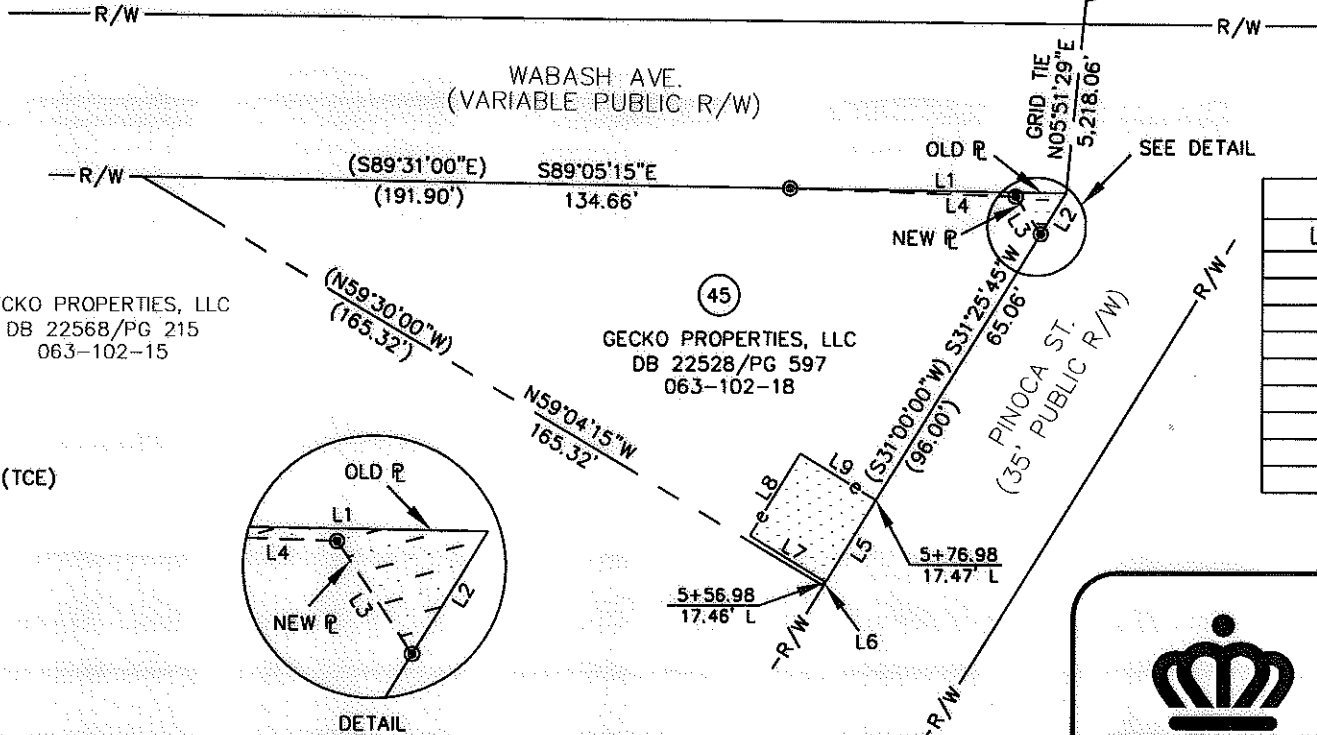 R/W
R/W
WABASH AVE.
(VARIABLE PUBLIC R/W)
GRID TIE
N05°51'29"E
5,218.06'
R/W
(S89°31'00"E)
(191.90')
S89°05'15"E
134.66'
OLD PL
SEE DETAIL
L1
L4
L2
NEW PL
L3
L
R/W
CKO PROPERTIES, LLC
DB 22568/PG 215
063-102-15
(N59°30'00"W)
(165.32')
45
GECKO PROPERTIES, LLC
DB 22528/PG 597
063-102-18
(S31°00'00"W)
(96.00')
S31°25'45"W
65.06'
PINOCA ST.
(35' PUBLIC R/W)
N59°04'15"W
165.32'
(TCE)
L9
e
L8
e
L7
L5
5+76.98
17.47' L
5+56.98
17.46' L
L6
R/W
R/W
OLD PL
L1
L4
L3
L2
NEW PL
DETAIL